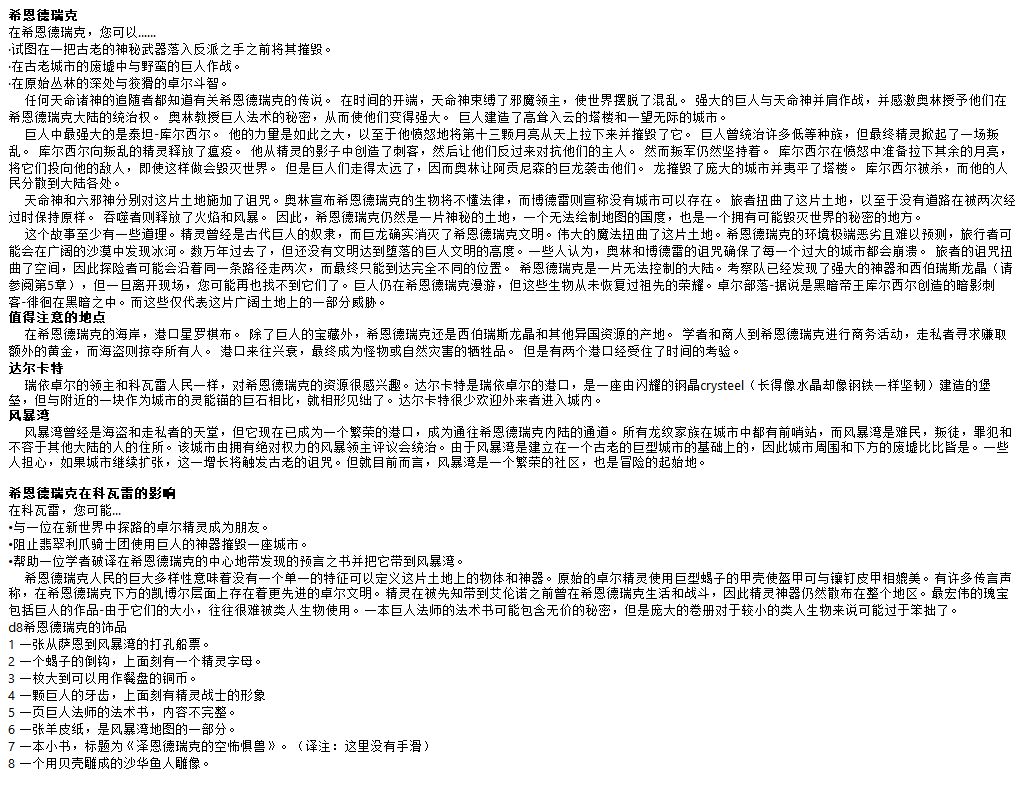 希恩德瑞克
在希恩德瑞克，您可以......
·试图在一把古老的神秘武器落入反派之手之前将其摧毁。
·在古老城市的废墟中与野蛮的巨人作战。
·在原始丛林的深处与狡猾的卓尔斗智。
任何天命诸神的追随者都知道有关希恩德瑞克的传说。 在时间的开端，天命神束缚了邪魔领主，使世界摆脱了混乱。 强大的巨人与天命神并肩作战，并感激奥林授予他们在
希恩德瑞克大陆的统治权。 奥林教授巨人法术的秘密，从而使他们变得强大。 巨人建造了高耸入云的塔楼和一望无际的城市。
巨人中最强大的是泰坦-库尔西尔。 他的力量是如此之大，以至于他愤怒地将第十三颗月亮从天上拉下来并摧毁了它。 巨人曾统治许多低等种族，但最终精灵掀起了一场叛
乱。 库尔西尔向叛乱的精灵释放了瘟疫。 他从精灵的影子中创造了刺客，然后让他们反过来对抗他们的主人。 然而叛军仍然坚持着。 库尔西尔在愤怒中准备拉下其余的月亮，
将它们投向他的敌人，即使这样做会毁灭世界。 但是巨人们走得太远了，因而奥林让阿贡尼森的巨龙袭击他们。 龙摧毁了庞大的城市并夷平了塔楼。 库尔西尔被杀，而他的人
民分散到大陆各处。
天命神和六邪神分别对这片土地施加了诅咒。奥林宣布希恩德瑞克的生物将不懂法律，而博德雷则宣称没有城市可以存在。 旅者扭曲了这片土地，以至于没有道路在被两次经
过时保持原样。 吞噬者则释放了火焰和风暴。 因此，希恩德瑞克仍然是一片神秘的土地，一个无法绘制地图的国度，也是一个拥有可能毁灭世界的秘密的地方。
这个故事至少有一些道理。精灵曾经是古代巨人的奴隶，而巨龙确实消灭了希恩德瑞克文明。伟大的魔法扭曲了这片土地。希恩德瑞克的环境极端恶劣且难以预测，旅行者可
能会在广阔的沙漠中发现冰河。数万年过去了，但还没有文明达到堕落的巨人文明的高度。一些人认为，奥林和博德雷的诅咒确保了每一个过大的城市都会崩溃。 旅者的诅咒扭
曲了空间，因此探险者可能会沿着同一条路径走两次，而最终只能到达完全不同的位置。 希恩德瑞克是一片无法控制的大陆。考察队已经发现了强大的神器和西伯瑞斯龙晶（请
参阅第5章），但一旦离开现场，您可能再也找不到它们了。巨人仍在希恩德瑞克漫游，但这些生物从未恢复过祖先的荣耀。卓尔部落-据说是黑暗帝王库尔西尔创造的暗影刺
客-徘徊在黑暗之中。而这些仅代表这片广阔土地上的一部分威胁。
值得注意的地点
在希恩德瑞克的海岸，港口星罗棋布。 除了巨人的宝藏外，希恩德瑞克还是西伯瑞斯龙晶和其他异国资源的产地。 学者和商人到希恩德瑞克进行商务活动，走私者寻求赚取
额外的黄金，而海盗则掠夺所有人。 港口来往兴衰，最终成为怪物或自然灾害的牺牲品。 但是有两个港口经受住了时间的考验。
达尔卡特
瑞依卓尔的领主和科瓦雷人民一样，对希恩德瑞克的资源很感兴趣。达尔卡特是瑞依卓尔的港口，是一座由闪耀的钢晶crysteel（长得像水晶却像钢铁一样坚韧）建造的堡
垒，但与附近的一块作为城市的灵能锚的巨石相比，就相形见绌了。达尔卡特很少欢迎外来者进入城内。
风暴湾
风暴湾曾经是海盗和走私者的天堂，但它现在已成为一个繁荣的港口，成为通往希恩德瑞克内陆的通道。所有龙纹家族在城市中都有前哨站，而风暴湾是难民，叛徒，罪犯和
不容于其他大陆的人的住所。该城市由拥有绝对权力的风暴领主评议会统治。由于风暴湾是建立在一个古老的巨型城市的基础上的，因此城市周围和下方的废墟比比皆是。一些
人担心，如果城市继续扩张，这一增长将触发古老的诅咒。但就目前而言，风暴湾是一个繁荣的社区，也是冒险的起始地。
希恩德瑞克在科瓦雷的影响
在科瓦雷，您可能...
•与一位在新世界中探路的卓尔精灵成为朋友。
•阻止翡翠利爪骑士团使用巨人的神器摧毁一座城市。
•帮助一位学者破译在希恩德瑞克的中心地带发现的预言之书并把它带到风暴湾。
希恩德瑞克人民的巨大多样性意味着没有一个单一的特征可以定义这片土地上的物体和神器。原始的卓尔精灵使用巨型蝎子的甲壳使盔甲可与镶钉皮甲相媲美。有许多传言声
称，在希恩德瑞克下方的凯博尔层面上存在着更先进的卓尔文明。精灵在被先知带到艾伦诺之前曾在希恩德瑞克生活和战斗，因此精灵神器仍然散布在整个地区。最宏伟的瑰宝
包括巨人的作品-由于它们的大小，往往很难被类人生物使用。一本巨人法师的法术书可能包含无价的秘密，但是庞大的卷册对于较小的类人生物来说可能过于笨拙了。
d8希恩德瑞克的饰品
1 一张从萨恩到风暴湾的打孔船票。
2 一个蝎子的倒钩，上面刻有一个精灵字母。
3 一枚大到可以用作餐盘的铜币。
4 一颗巨人的牙齿，上面刻有精灵战士的形象
5 一页巨人法师的法术书，内容不完整。
6 一张羊皮纸，是风暴湾地图的一部分。
7 一本小书，标题为《泽恩德瑞克的空怖惧兽》。（译注：这里没有手滑）
8 一个用贝壳雕成的沙华鱼人雕像。